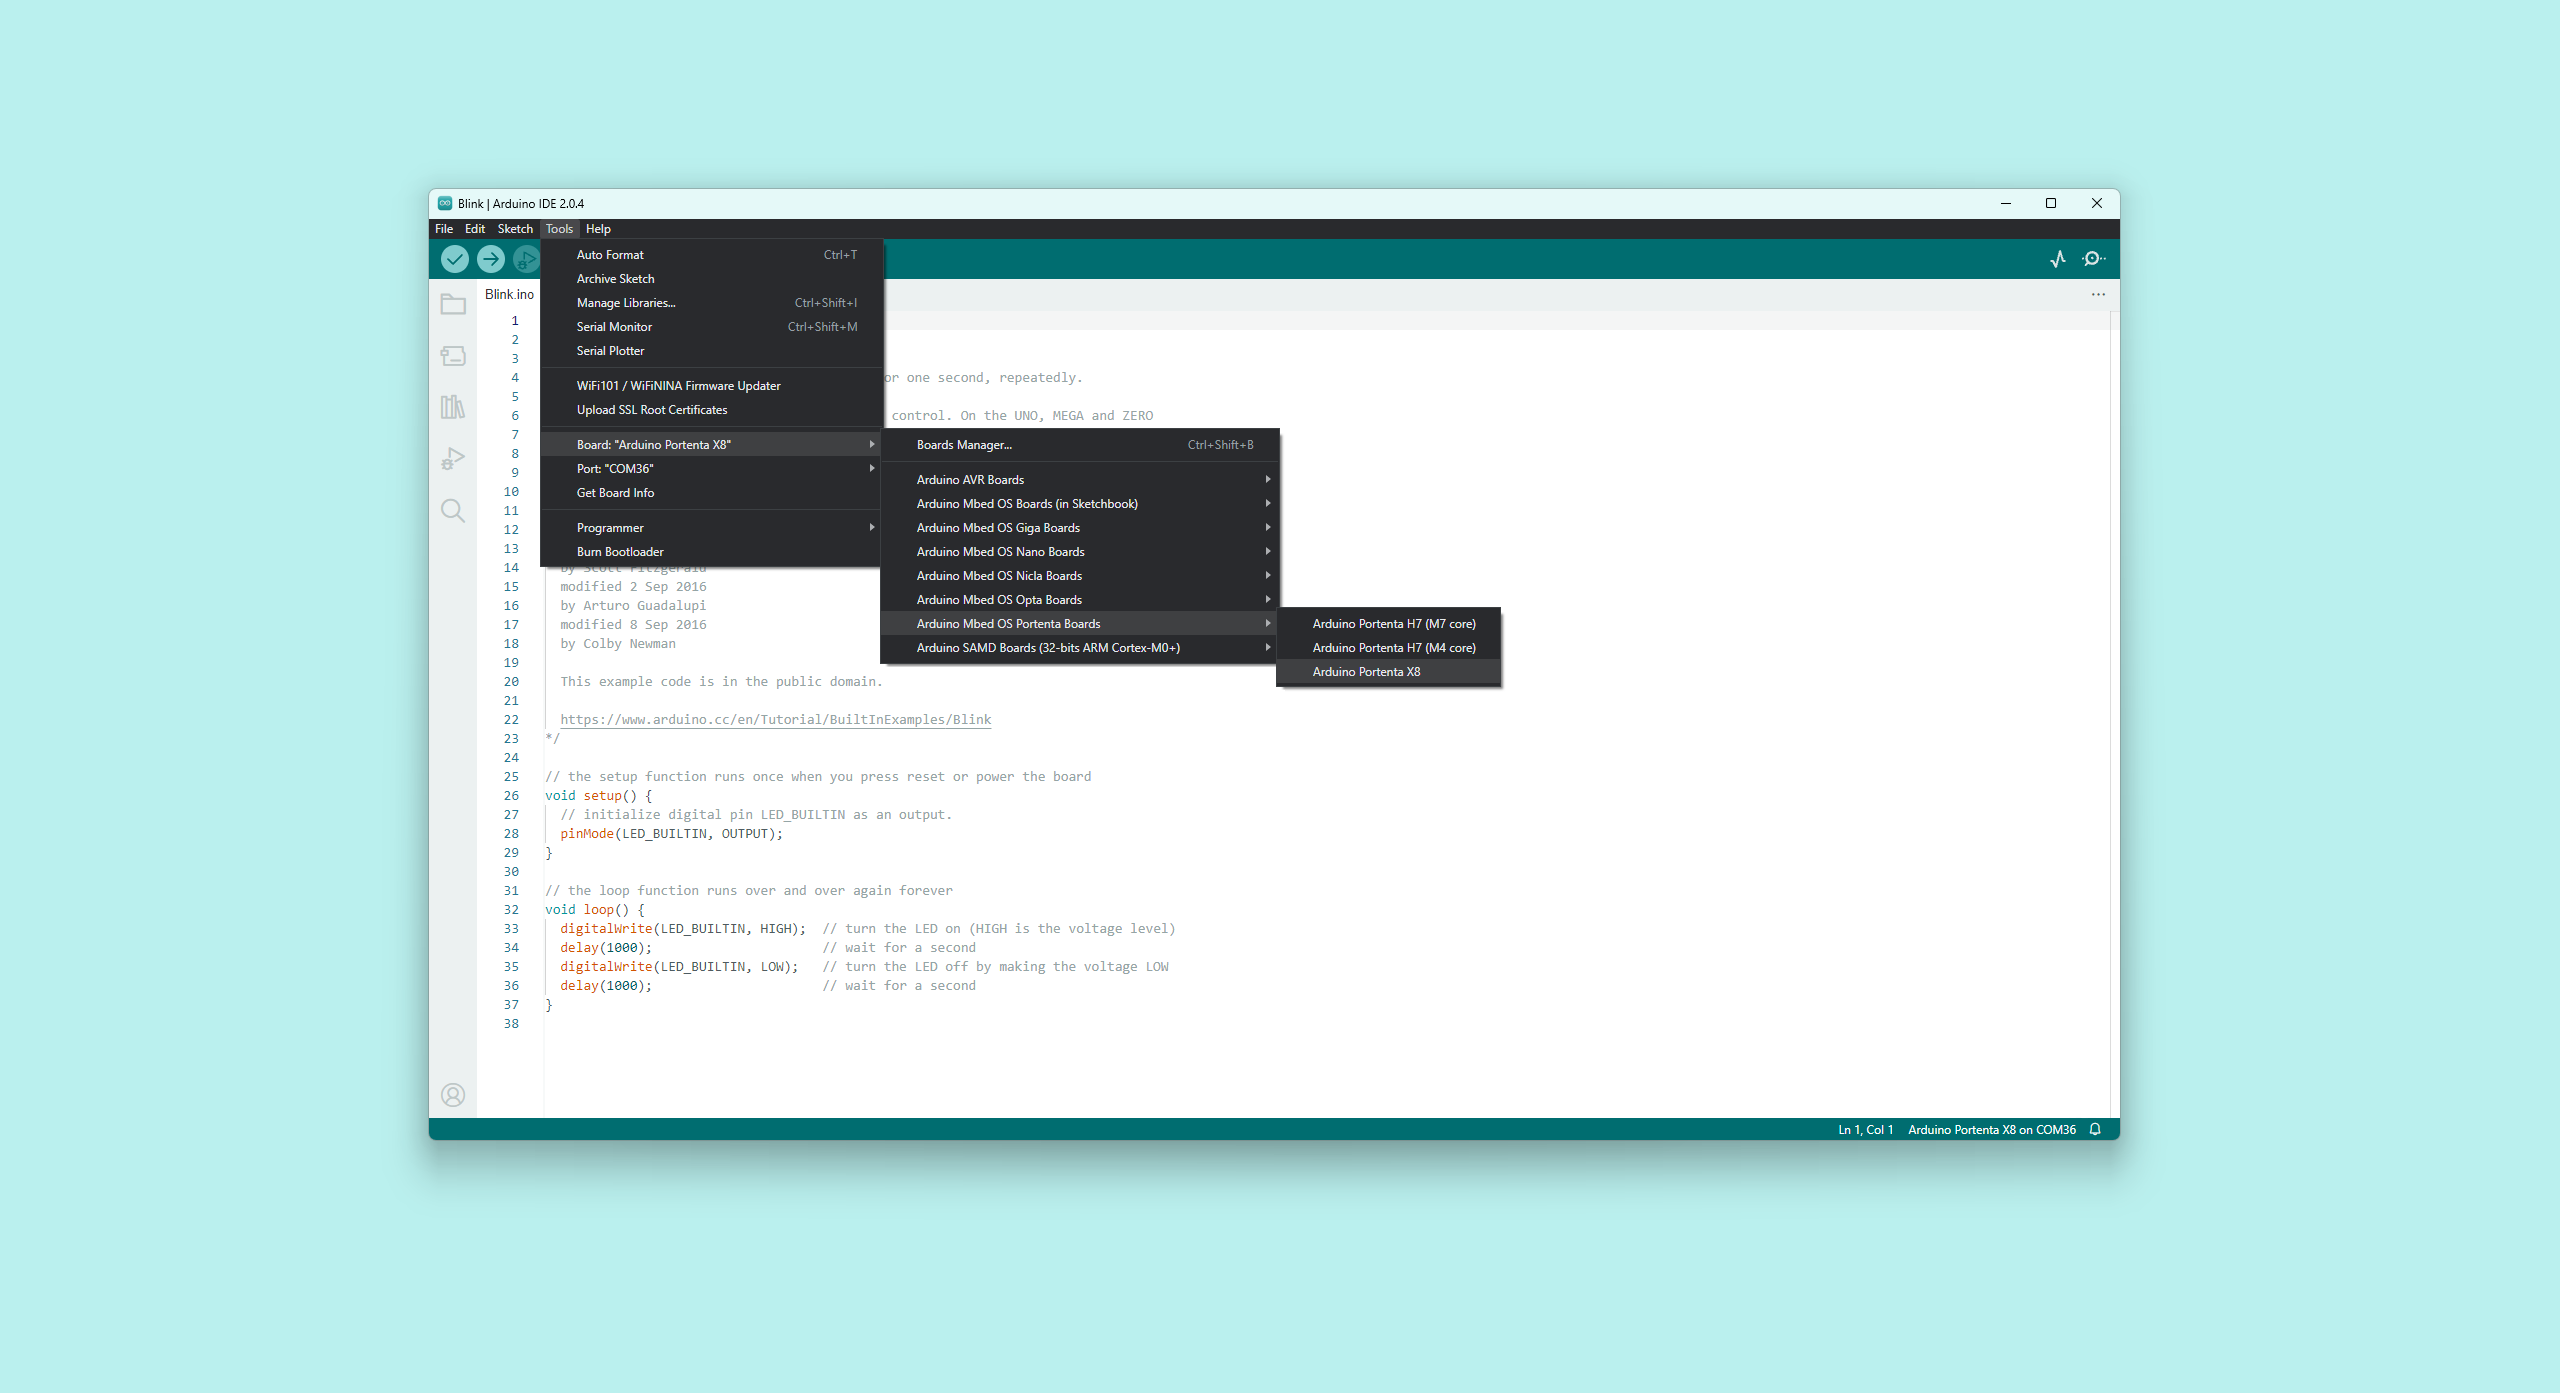 Blink | Arduino IDE 2.0.4
File Edit Sketch Tools Help
Auto Format Ctrl+T
Archive Sketch
Manage Libraries... Ctrl+Shift+I
Serial Monitor Ctrl+Shift+M
Serial Plotter
WiFi101 / WiFiNINA Firmware Updater
Upload SSL Root Certificates
Board: "Arduino Portenta X8"
Port: "COM36"
Get Board Info
Programmer
Burn Bootloader
Boards Manager... Ctrl+Shift+B
Arduino AVR Boards
Arduino Mbed OS Boards (in Sketchbook)
Arduino Mbed OS Giga Boards
Arduino Mbed OS Nano Boards
Arduino Mbed OS Nicla Boards
Arduino Mbed OS Opta Boards
Arduino Mbed OS Portenta Boards
Arduino SAMD Boards (32-bits ARM Cortex-M0+)
Arduino Portenta H7 (M7 core)
Arduino Portenta H7 (M4 core)
Arduino Portenta X8
Blink.ino
1
2
3
4 or one second, repeatedly.
5
6 control. On the UNO, MEGA and ZERO
7
8
9
10
11
12
13
14 by Scott Fitzgerald
15 modified 2 Sep 2016
16 by Arturo Guadalupi
17 modified 8 Sep 2016
18 by Colby Newman
19
20 This example code is in the public domain.
21
22 https://www.arduino.cc/en/Tutorial/BuiltInExamples/Blink
23 */
24
25 // the setup function runs once when you press reset or power the board
26 void setup() {
27 // initialize digital pin LED_BUILTIN as an output.
28 pinMode(LED_BUILTIN, OUTPUT);
29 }
30
31 // the loop function runs over and over again forever
32 void loop() {
33 digitalWrite(LED_BUILTIN, HIGH); // turn the LED on (HIGH is the voltage level)
34 delay(1000); // wait for a second
35 digitalWrite(LED_BUILTIN, LOW); // turn the LED off by making the voltage LOW
36 delay(1000); // wait for a second
37 }
38
Ln 1, Col 1 Arduino Portenta X8 on COM36